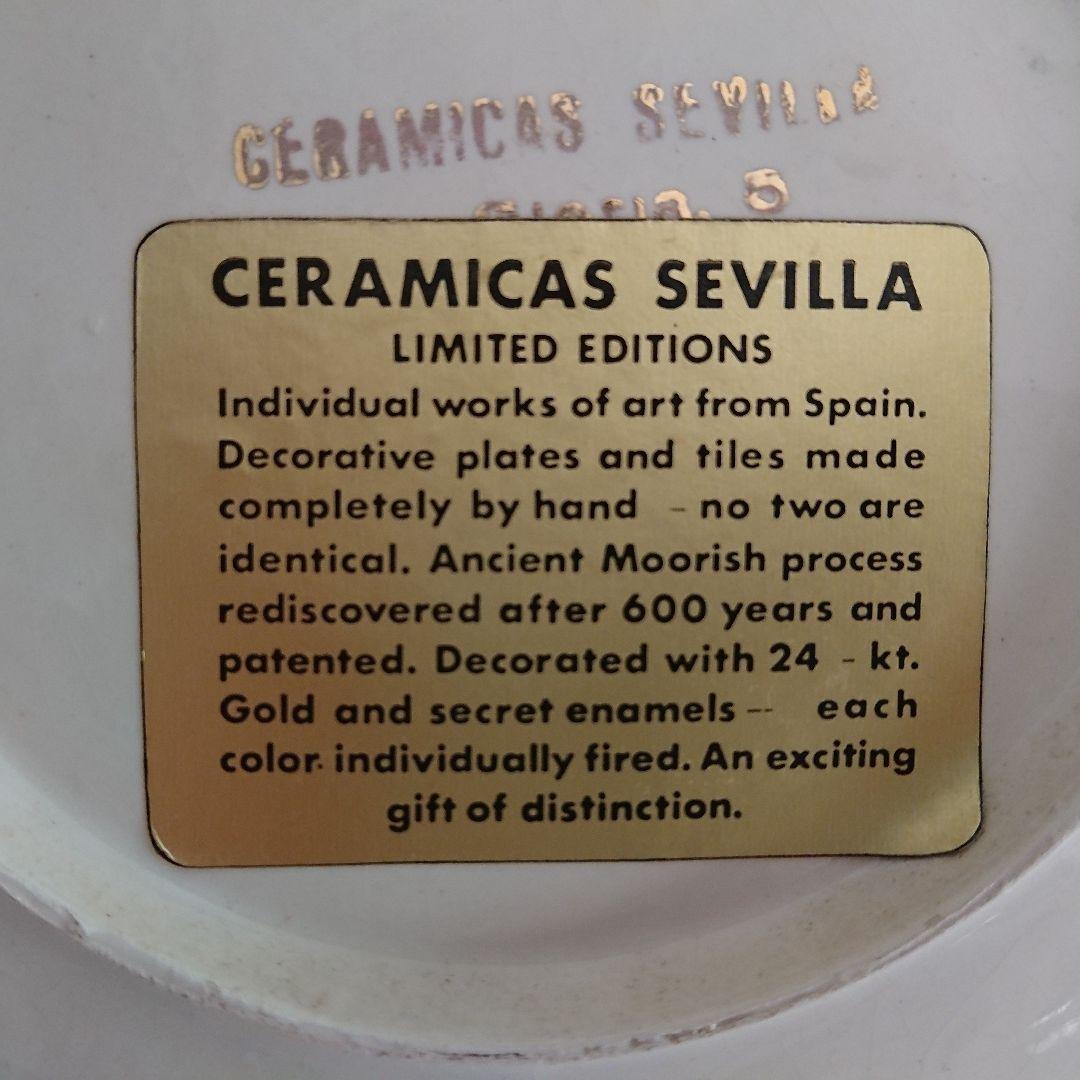 CERAMICAS SEVILLA
5
CERAMICAS SEVILLA
LIMITED EDITIONS
Individual works of art from Spain.
Decorative plates and tiles made
completely by hand - no two are
identical. Ancient Moorish process
rediscovered after 600 years and
patented. Decorated with 24 - kt.
Gold and secret enamels -- each
color individually fired. An exciting
gift of distinction.